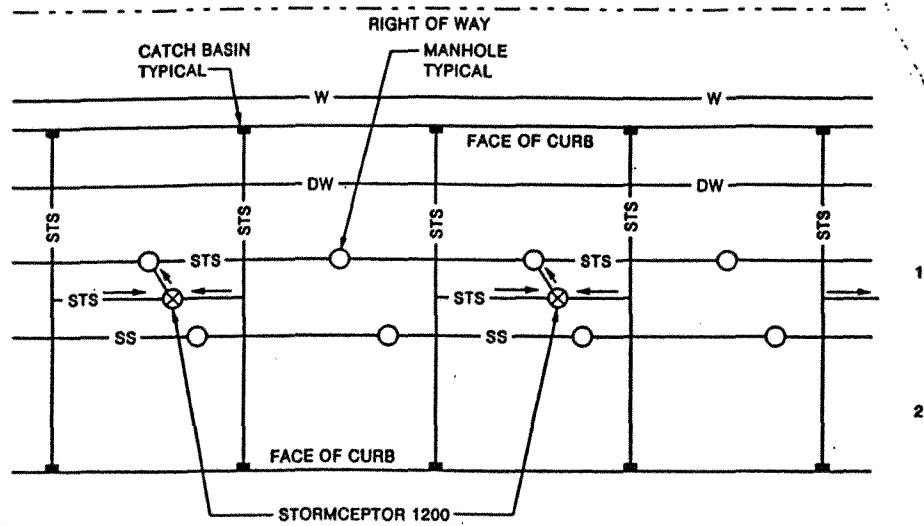 RIGHT OF WAY
CATCH BASIN
TYPICAL
MANHOLE
TYPICAL
W
W
FACE OF CURB
DW
DW
STS
STS
STS
STS
STS
STS
STS
1
STS
STS
SS
SS
2
FACE OF CURB
STORMCEPTOR 1200